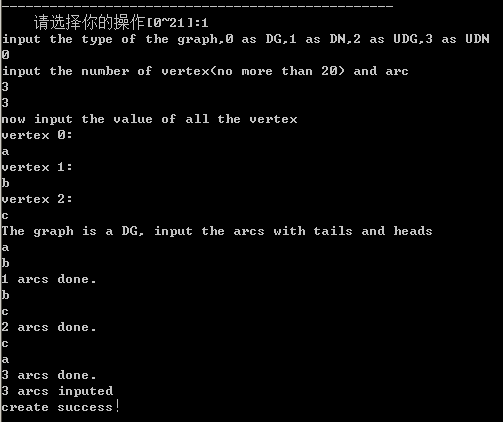 请选择你的操作[0~21]:1
input the type of the graph,0 as DG,1 as DN,2 as UDG,3 as UDN
0
input the number of vertex(no more than 20) and arc
3
3
now input the value of all the vertex
vertex 0:
a
vertex 1:
b
vertex 2:
c
The graph is a DG, input the arcs with tails and heads
a
b
1 arcs done.
b
c
2 arcs done.
c
a
3 arcs done.
3 arcs inputed
create success!